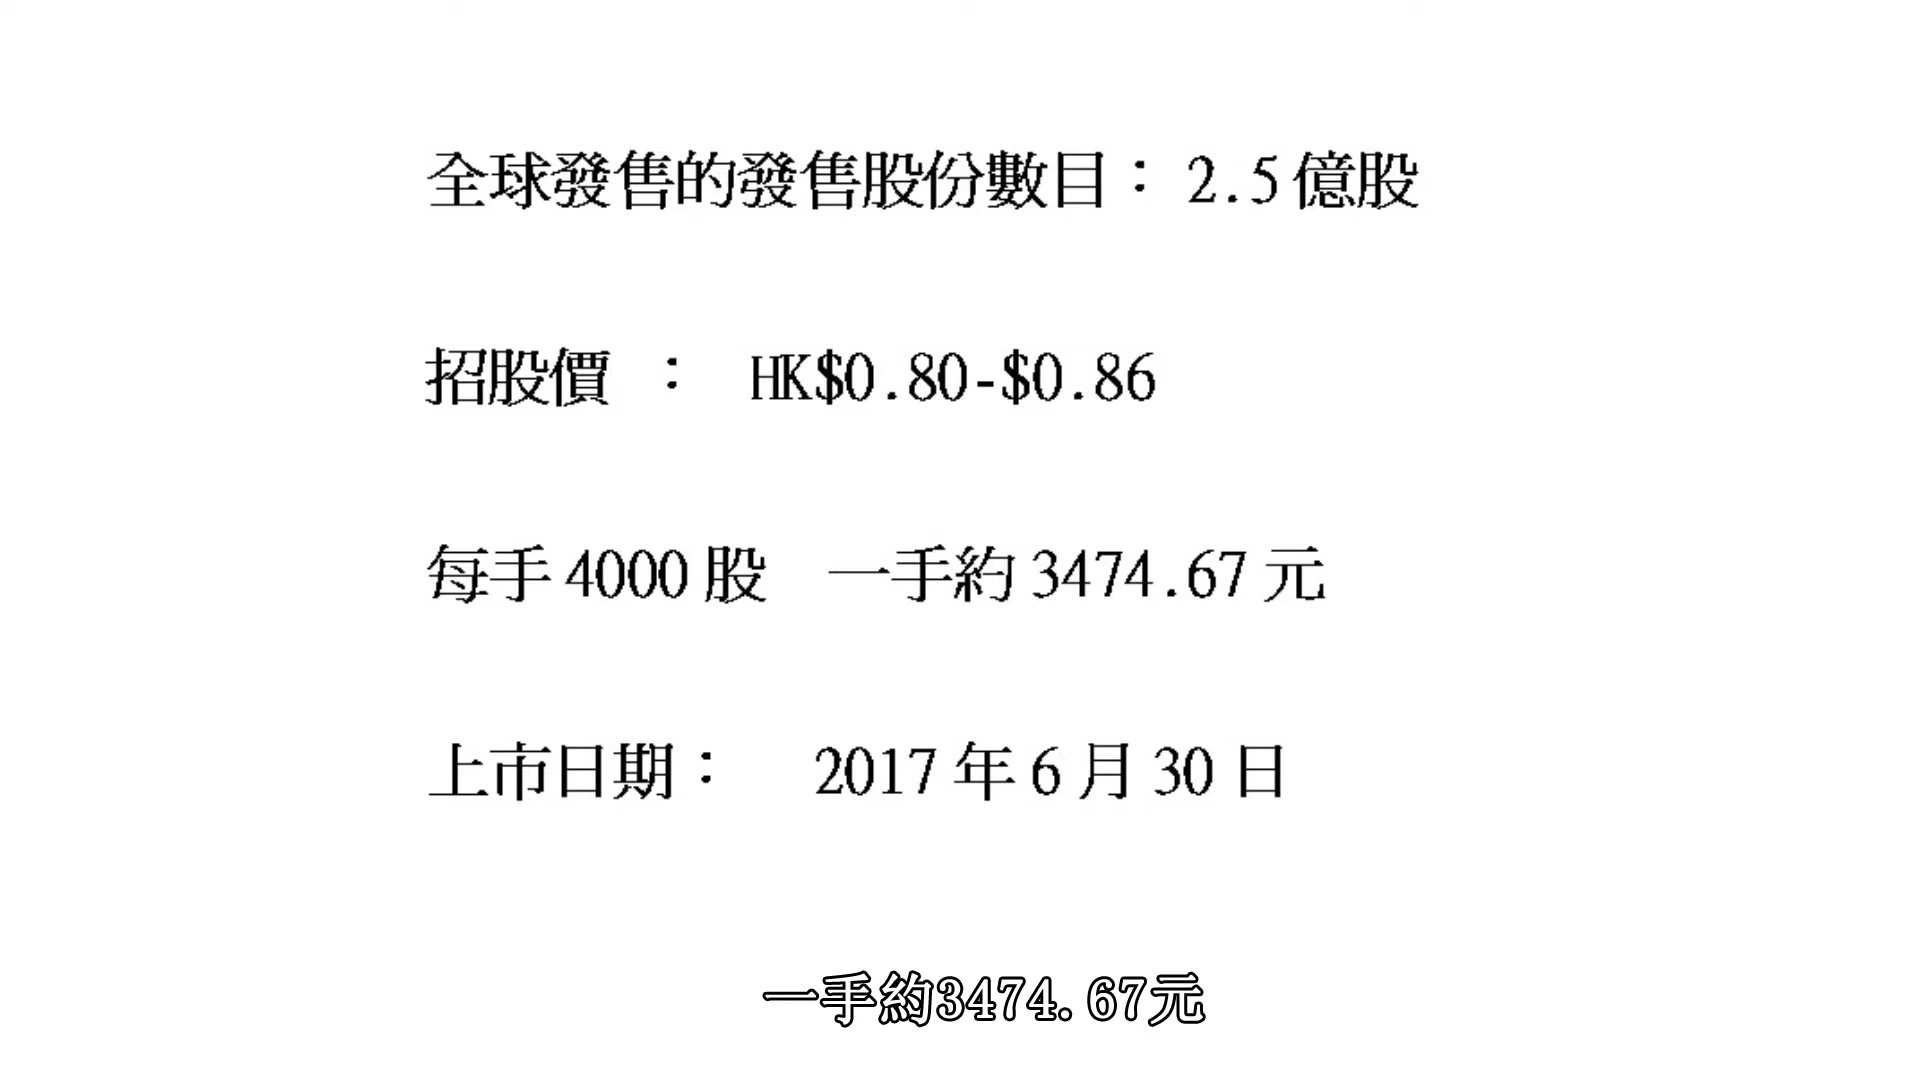 全球發售的發售股份數目： 2.5億股
招股價 ： HK$0.80-$0.86
每手4000股 一手約3474.67元
上市日期： 2017年6月30日
一手約3474.67元